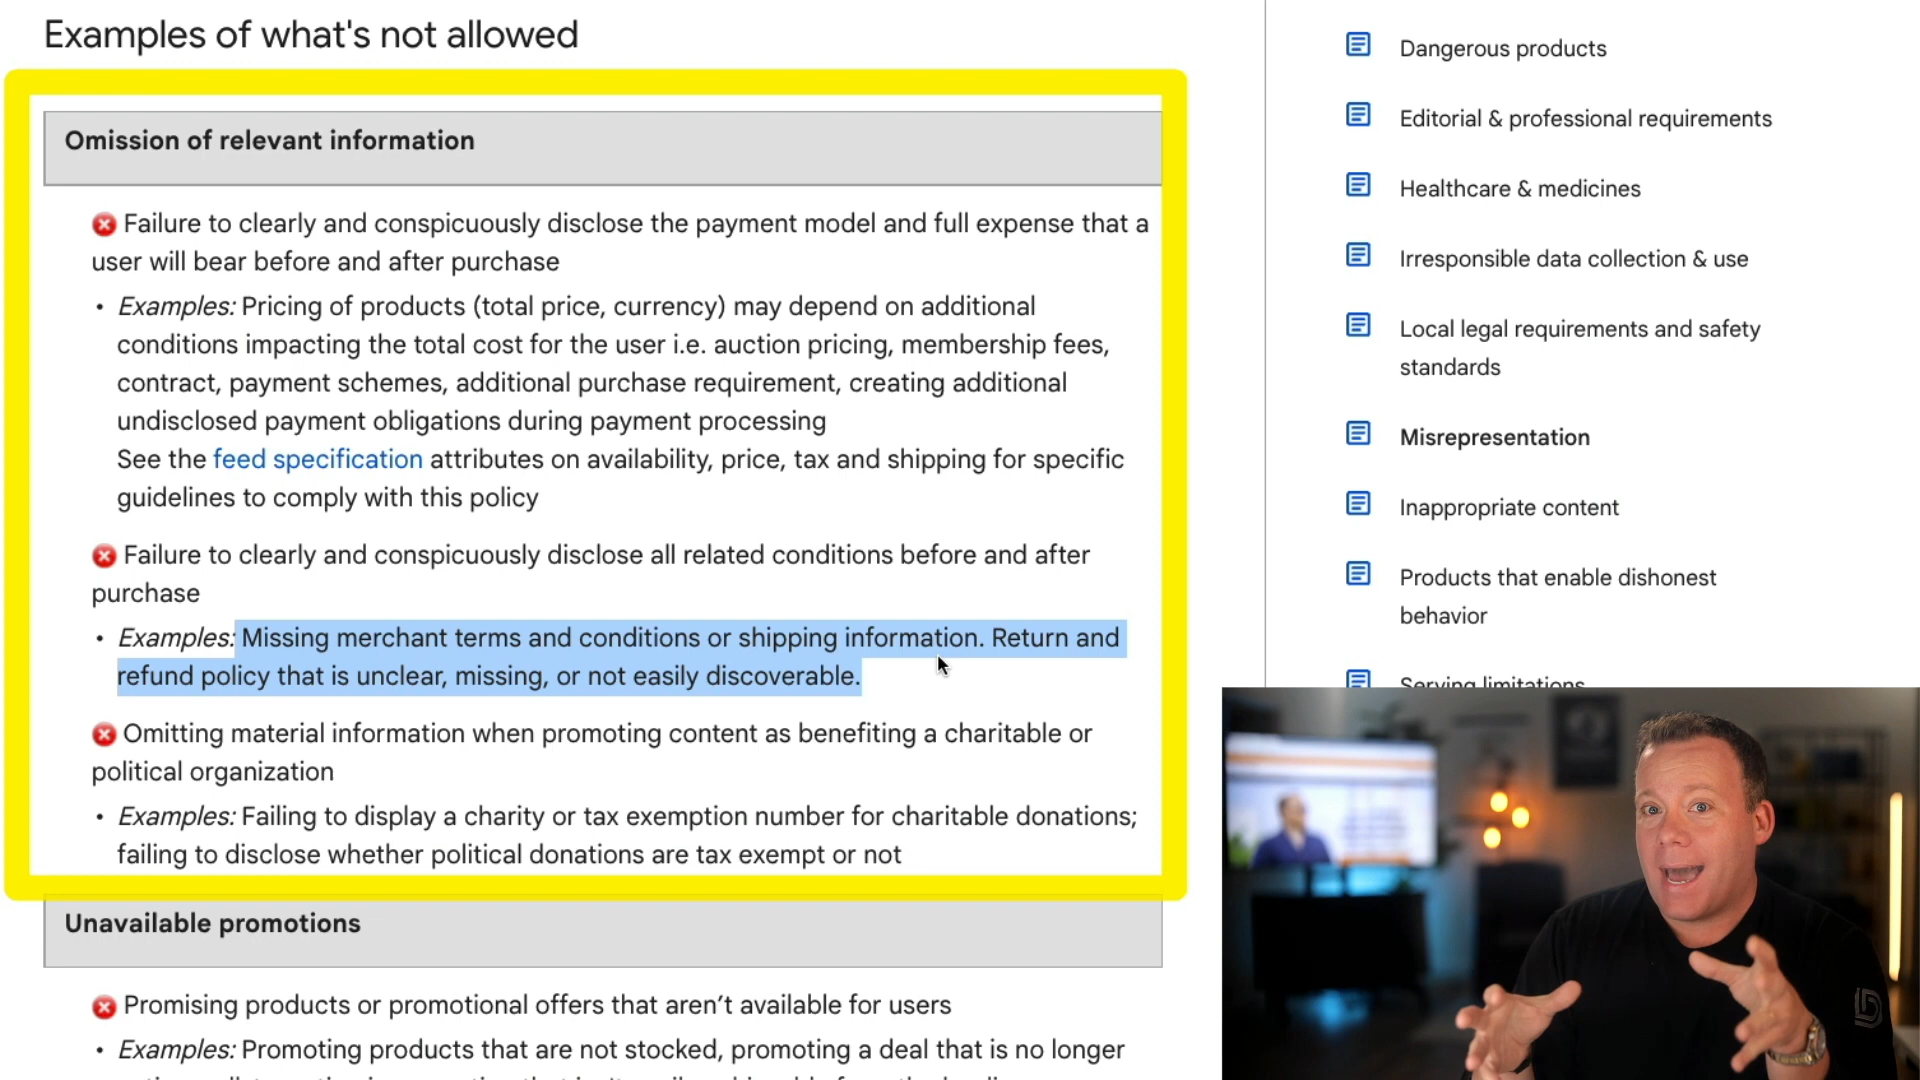 Examples of what's not allowed
Omission of relevant information
Failure to clearly and conspicuously disclose the payment model and full expense that a
user will bear before and after purchase
• Examples: Pricing of products (total price, currency) may depend on additional
conditions impacting the total cost for the user i.e. auction pricing, membership fees,
contract, payment schemes, additional purchase requirement, creating additional
undisclosed payment obligations during payment processing
See the feed specification attributes on availability, price, tax and shipping for specific
guidelines to comply with this policy
Failure to clearly and conspicuously disclose all related conditions before and after
purchase
• Examples: Missing merchant terms and conditions or shipping information. Return and
refund policy that is unclear, missing, or not easily discoverable.
Omitting material information when promoting content as benefiting a charitable or
political organization
• Examples: Failing to display a charity or tax exemption number for charitable donations;
failing to disclose whether political donations are tax exempt or not
Unavailable promotions
Promising products or promotional offers that aren’t available for users
• Examples: Promoting products that are not stocked, promoting a deal that is no longer
Dangerous products
Editorial & professional requirements
Healthcare & medicines
Irresponsible data collection & use
Local legal requirements and safety
standards
Misrepresentation
Inappropriate content
Products that enable dishonest
behavior
Serving limitations